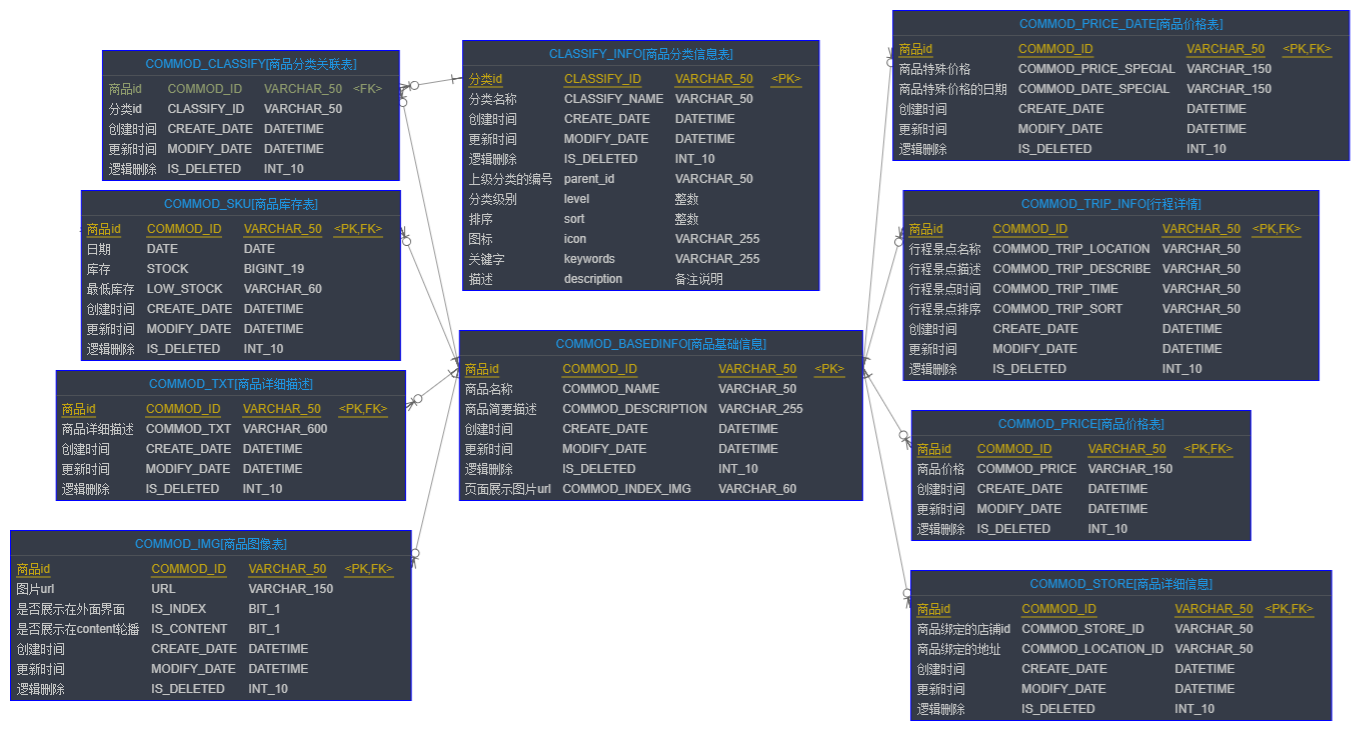 COMMOD_CLASSIFY[商品分类关联表]
商品id COMMOD_ID VARCHAR_50 <FK>
分类id CLASSIFY_ID VARCHAR_50
创建时间 CREATE_DATE DATETIME
更新时间 MODIFY_DATE DATETIME
逻辑删除 IS_DELETED INT_10
COMMOD_SKU[商品库存表]
商品id COMMOD_ID VARCHAR_50 <PK,FK>
日期 DATE DATE
库存 STOCK BIGINT_19
最低库存 LOW_STOCK VARCHAR_60
创建时间 CREATE_DATE DATETIME
更新时间 MODIFY_DATE DATETIME
逻辑删除 IS_DELETED INT_10
COMMOD_TXT[商品详细描述]
商品id COMMOD_ID VARCHAR_50 <PK,FK>
商品详细描述 COMMOD_TXT VARCHAR_600
创建时间 CREATE_DATE DATETIME
更新时间 MODIFY_DATE DATETIME
逻辑删除 IS_DELETED INT_10
COMMOD_IMG[商品图像表]
商品id COMMOD_ID VARCHAR_50 <PK,FK>
图片url URL VARCHAR_150
是否展示在外面界面 IS_INDEX BIT_1
是否展示在content轮播 IS_CONTENT BIT_1
创建时间 CREATE_DATE DATETIME
更新时间 MODIFY_DATE DATETIME
逻辑删除 IS_DELETED INT_10
CLASSIFY_INFO[商品分类信息表]
分类id CLASSIFY_ID VARCHAR_50 <PK>
分类名称 CLASSIFY_NAME VARCHAR_50
创建时间 CREATE_DATE DATETIME
更新时间 MODIFY_DATE DATETIME
逻辑删除 IS_DELETED INT_10
上级分类的编号 parent_id VARCHAR_50
分类级别 level 整数
排序 sort 整数
图标 icon VARCHAR_255
关键字 keywords VARCHAR_255
描述 description 备注说明
COMMOD_BASEDINFO[商品基础信息]
商品id COMMOD_ID VARCHAR_50 <PK>
商品名称 COMMOD_NAME VARCHAR_50
商品简要描述 COMMOD_DESCRIPTION VARCHAR_255
创建时间 CREATE_DATE DATETIME
更新时间 MODIFY_DATE DATETIME
逻辑删除 IS_DELETED INT_10
页面展示图片url COMMOD_INDEX_IMG VARCHAR_60
COMMOD_PRICE_DATE[商品价格表]
商品id COMMOD_ID VARCHAR_50 <PK,FK>
商品特殊价格 COMMOD_PRICE_SPECIAL VARCHAR_150
商品特殊价格的日期 COMMOD_DATE_SPECIAL VARCHAR_150
创建时间 CREATE_DATE DATETIME
更新时间 MODIFY_DATE DATETIME
逻辑删除 IS_DELETED INT_10
COMMOD_TRIP_INFO[行程详情]
商品id COMMOD_ID VARCHAR_50 <PK,FK>
行程景点名称 COMMOD_TRIP_LOCATION VARCHAR_50
行程景点描述 COMMOD_TRIP_DESCRIBE VARCHAR_50
行程景点时间 COMMOD_TRIP_TIME VARCHAR_50
行程景点排序 COMMOD_TRIP_SORT VARCHAR_50
创建时间 CREATE_DATE DATETIME
更新时间 MODIFY_DATE DATETIME
逻辑删除 IS_DELETED INT_10
COMMOD_PRICE[商品价格表]
商品id COMMOD_ID VARCHAR_50 <PK,FK>
商品价格 COMMOD_PRICE VARCHAR_150
创建时间 CREATE_DATE DATETIME
更新时间 MODIFY_DATE DATETIME
逻辑删除 IS_DELETED INT_10
COMMOD_STORE[商品详细信息]
商品id COMMOD_ID VARCHAR_50 <PK,FK>
商品绑定的店铺id COMMOD_STORE_ID VARCHAR_50
商品绑定的地址 COMMOD_LOCATION_ID VARCHAR_50
创建时间 CREATE_DATE DATETIME
更新时间 MODIFY_DATE DATETIME
逻辑删除 IS_DELETED INT_10